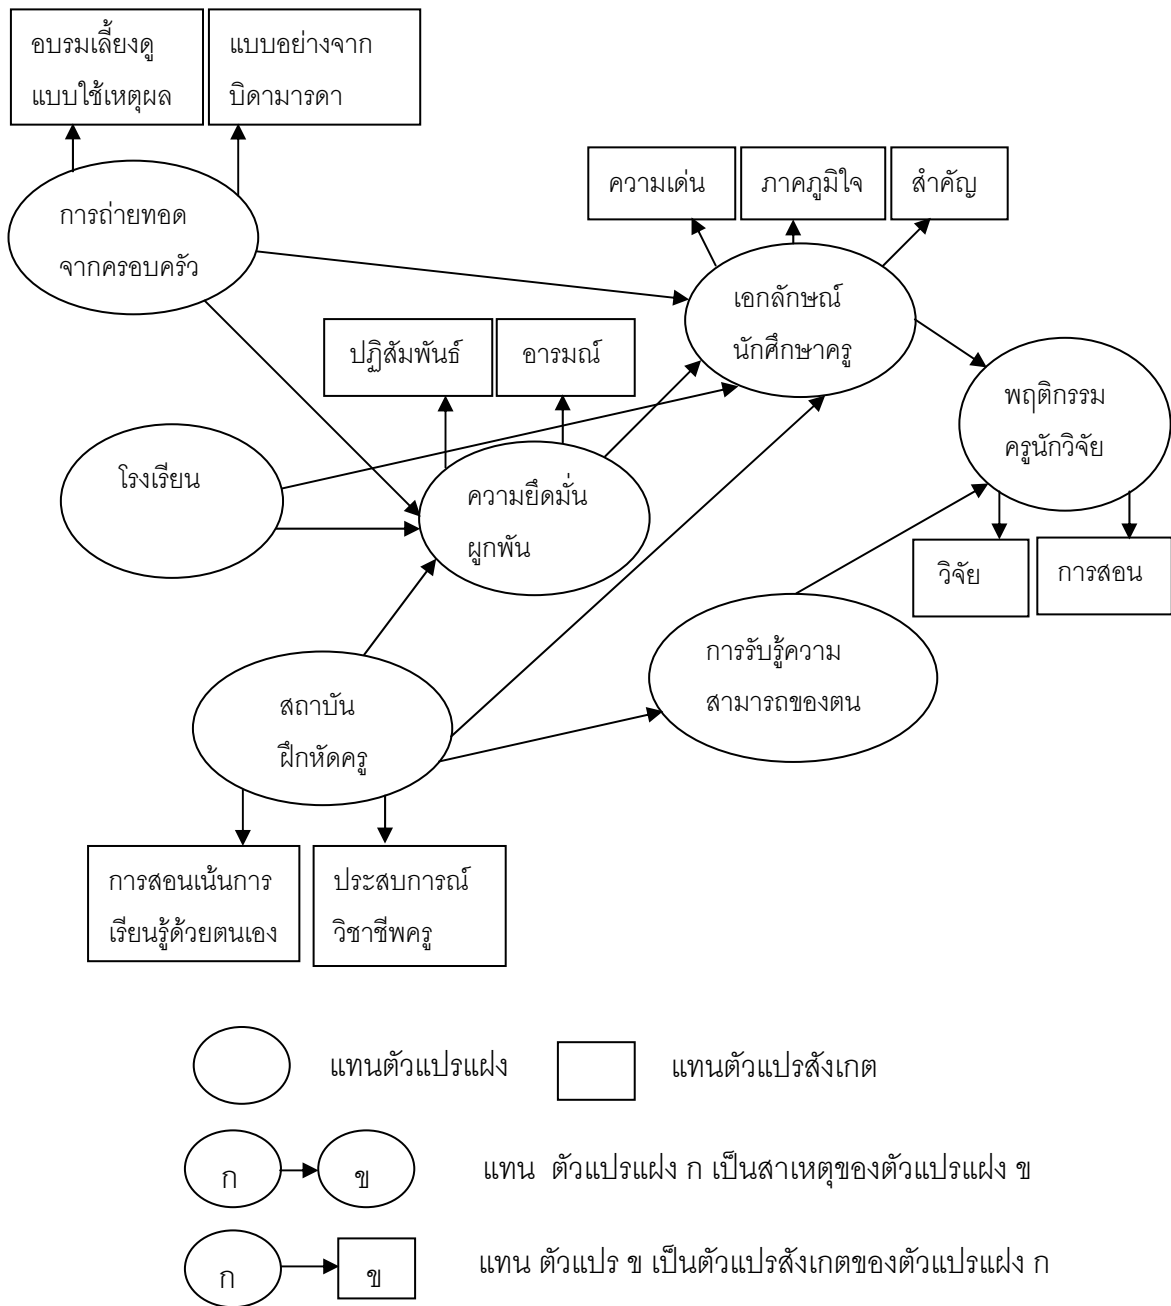 อบรมเลี้ยงดู
แบบใช้เหตุผล
แบบอย่างจาก
บิดามารดา
การถ่ายทอด
จากครอบครัว
ความเด่น
ภาคภูมิใจ
สำคัญ
เอกลักษณ์
นักศึกษาครู
ปฏิสัมพันธ์
อารมณ์
พฤติกรรม
ครูนักวิจัย
โรงเรียน
ความยึดมั่น
ผูกพัน
วิจัย
การสอน
การรับรู้ความ
สามารถของตน
สถาบัน
ฝึกหัดครู
การสอนเน้นการ
เรียนรู้ด้วยตนเอง
ประสบการณ์
วิชาชีพครู
แทนตัวแปรแฝง
แทนตัวแปรสังเกต
ก
ข
แทน ตัวแปรแฝง ก เป็นสาเหตุของตัวแปรแฝง ข
ก
ข
แทน ตัวแปร ข เป็นตัวแปรสังเกตของตัวแปรแฝง ก